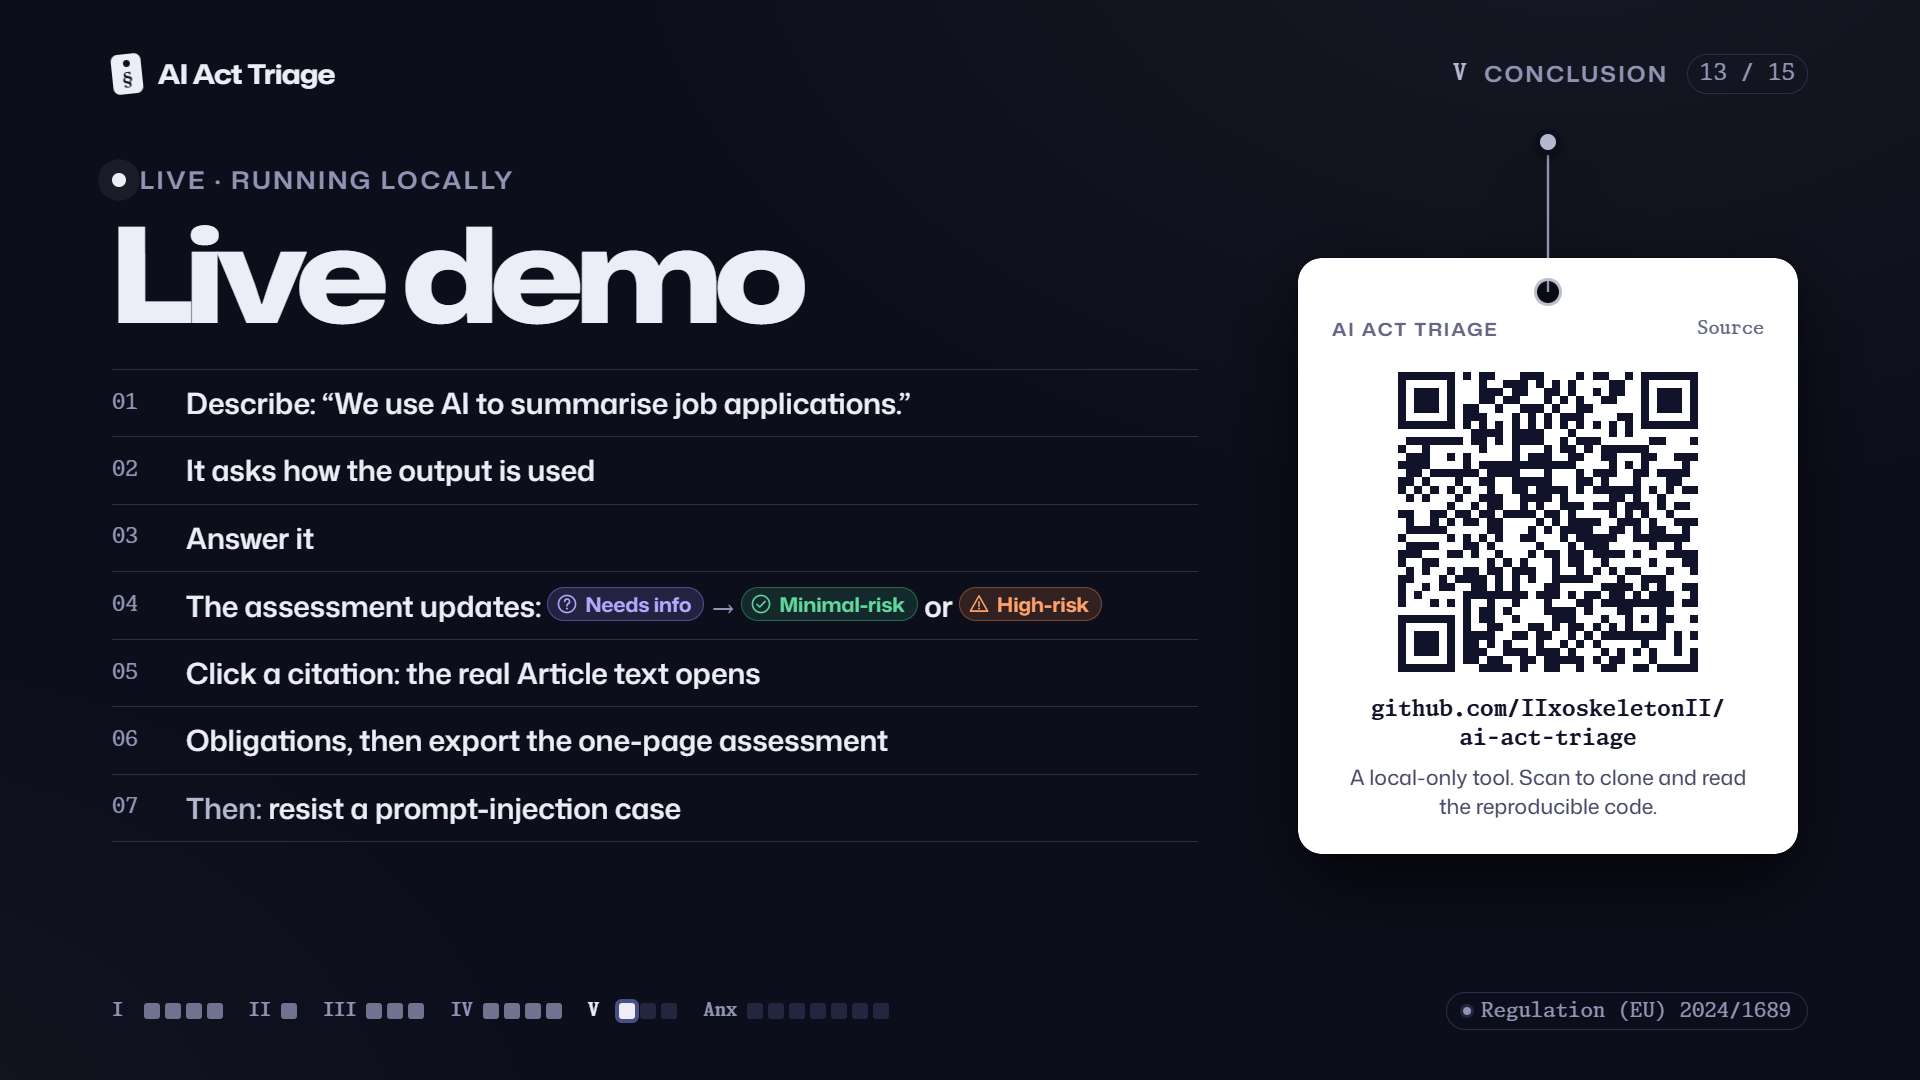 § AI Act Triage
V CONCLUSION 13 / 15
LIVE · RUNNING LOCALLY
Live demo
01 Describe: “We use AI to summarise job applications.”
02 It asks how the output is used
03 Answer it
04 The assessment updates: Needs info → Minimal-risk or High-risk
05 Click a citation: the real Article text opens
06 Obligations, then export the one-page assessment
07 Then: resist a prompt-injection case
AI ACT TRIAGE Source
github.com/IIxoskeletonII/
ai-act-triage
A local-only tool. Scan to clone and read
the reproducible code.
I II III IV V Anx
Regulation (EU) 2024/1689